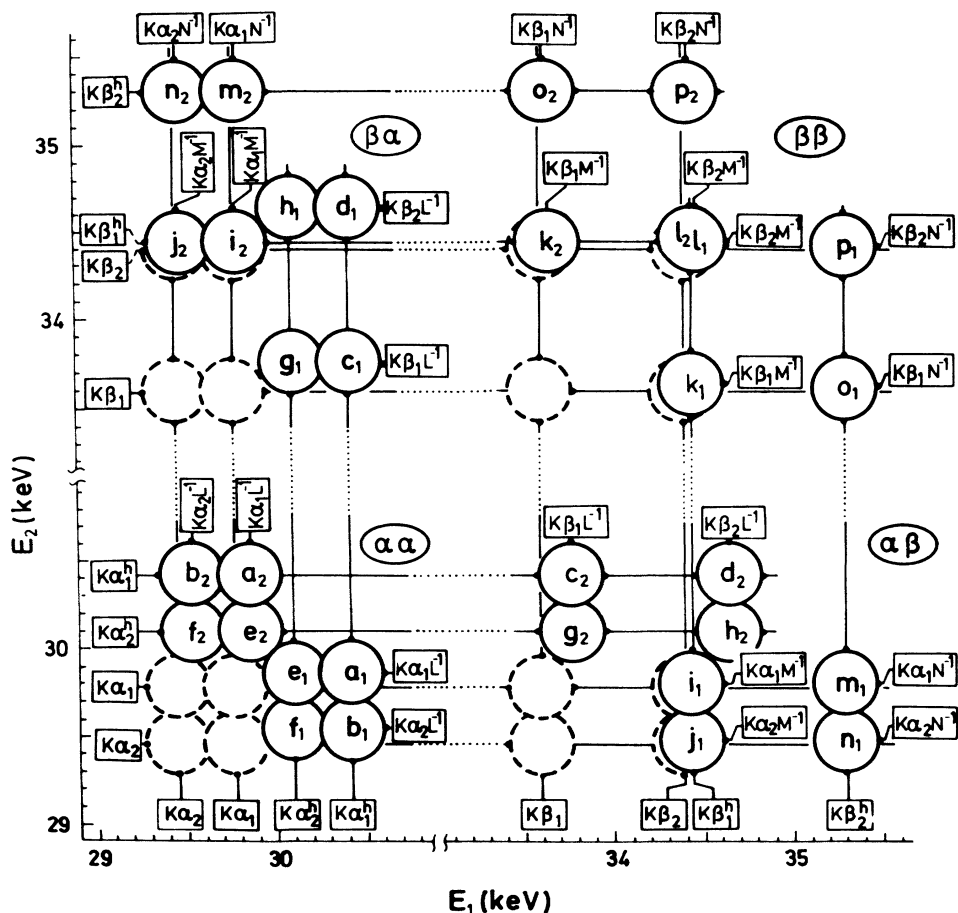 Kα₂N⁻¹ Kα₁N⁻¹ Kβ₁N⁻¹ Kβ₂N⁻¹
Kβ₂ʰ n₂ m₂ o₂ p₂
35 βα ββ
Kα₂M⁻¹ Kα₁M⁻¹ Kβ₁M⁻¹ Kβ₂M⁻¹
h₁ d₁ Kβ₂L⁻¹
Kβ₁ʰ j₂ i₂ k₂ l₂l₁ Kβ₂M⁻¹ p₁ Kβ₂N⁻¹
Kβ₂
34
g₁ c₁ Kβ₁L⁻¹ k₁ Kβ₁M⁻¹ o₁ Kβ₁N⁻¹
Kβ₁
E₂(keV)
Kα₂L⁻¹ Kα₁L⁻¹ αα Kβ₁L⁻¹ Kβ₂L⁻¹ αβ
Kα₁ʰ b₂ a₂ c₂ d₂
Kα₂ʰ f₂ e₂ g₂ h₂
30
Kα₁ e₁ a₁ Kα₁L⁻¹ i₁ Kα₁M⁻¹ m₁ Kα₁N⁻¹
Kα₂ f₁ b₁ Kα₂L⁻¹ j₁ Kα₂M⁻¹ n₁ Kα₂N⁻¹
Kα₂ Kα₁ Kα₂ʰ Kα₁ʰ Kβ₁ Kβ₂ Kβ₁ʰ Kβ₂ʰ
29
29 30 34 35
E₁(keV)